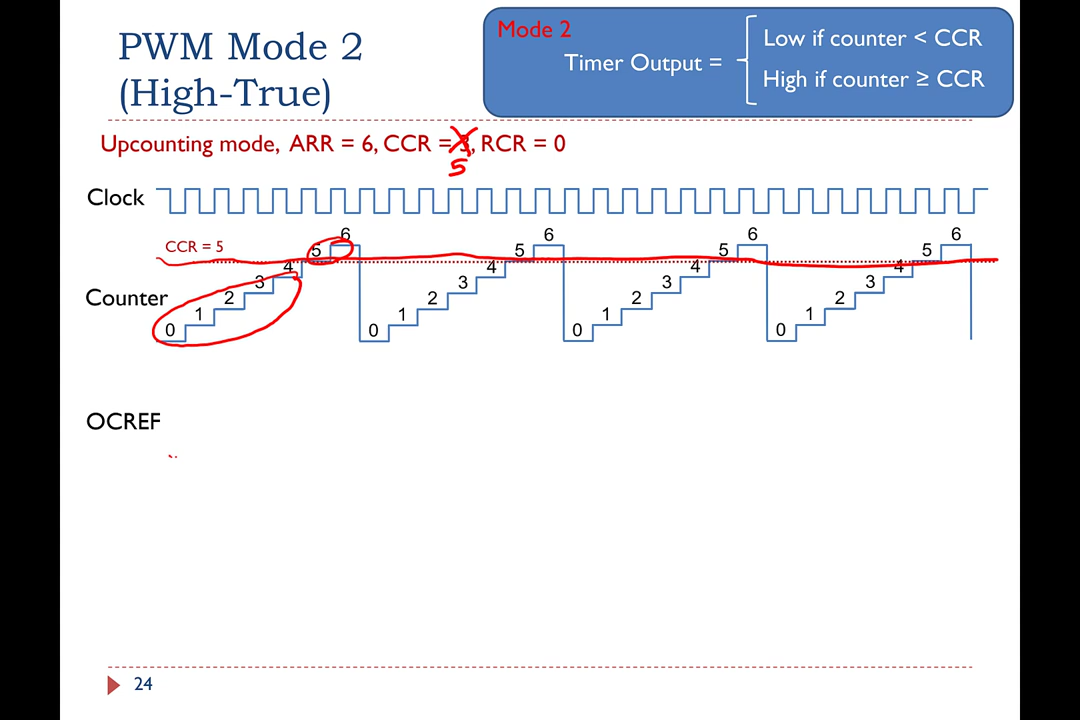 PWM Mode 2
(High-True)
Mode 2
Timer Output =
Low if counter < CCR
High if counter ≥ CCR
Upcounting mode, ARR = 6, CCR = 3, RCR = 0
5
Clock
CCR = 5
Counter
0 1 2 3 4 5 6
0 1 2 3 4 5 6
0 1 2 3 4 5 6
0 1 2 3 4 5 6
OCREF
24